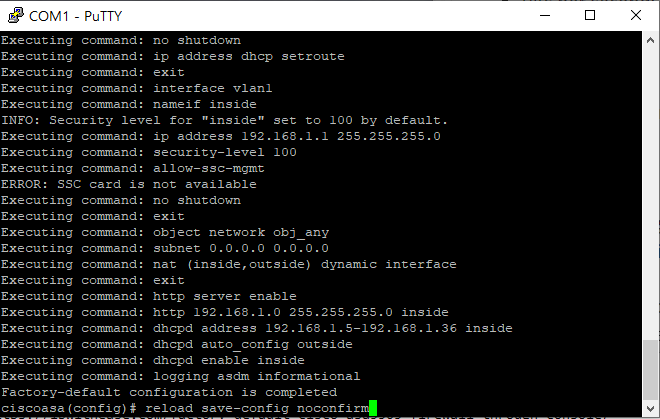 COM1 - PuTTY
Executing command: no shutdown
Executing command: ip address dhcp setroute
Executing command: exit
Executing command: interface vlan1
Executing command: nameif inside
INFO: Security level for "inside" set to 100 by default.
Executing command: ip address 192.168.1.1 255.255.255.0
Executing command: security-level 100
Executing command: allow-ssc-mgmt
ERROR: SSC card is not available
Executing command: no shutdown
Executing command: exit
Executing command: object network obj_any
Executing command: subnet 0.0.0.0 0.0.0.0
Executing command: nat (inside,outside) dynamic interface
Executing command: exit
Executing command: http server enable
Executing command: http 192.168.1.0 255.255.255.0 inside
Executing command: dhcpd address 192.168.1.5-192.168.1.36 inside
Executing command: dhcpd auto_config outside
Executing command: dhcpd enable inside
Executing command: logging asdm informational
Factory-default configuration is completed
ciscoasa(config)# reload save-config noconfirm